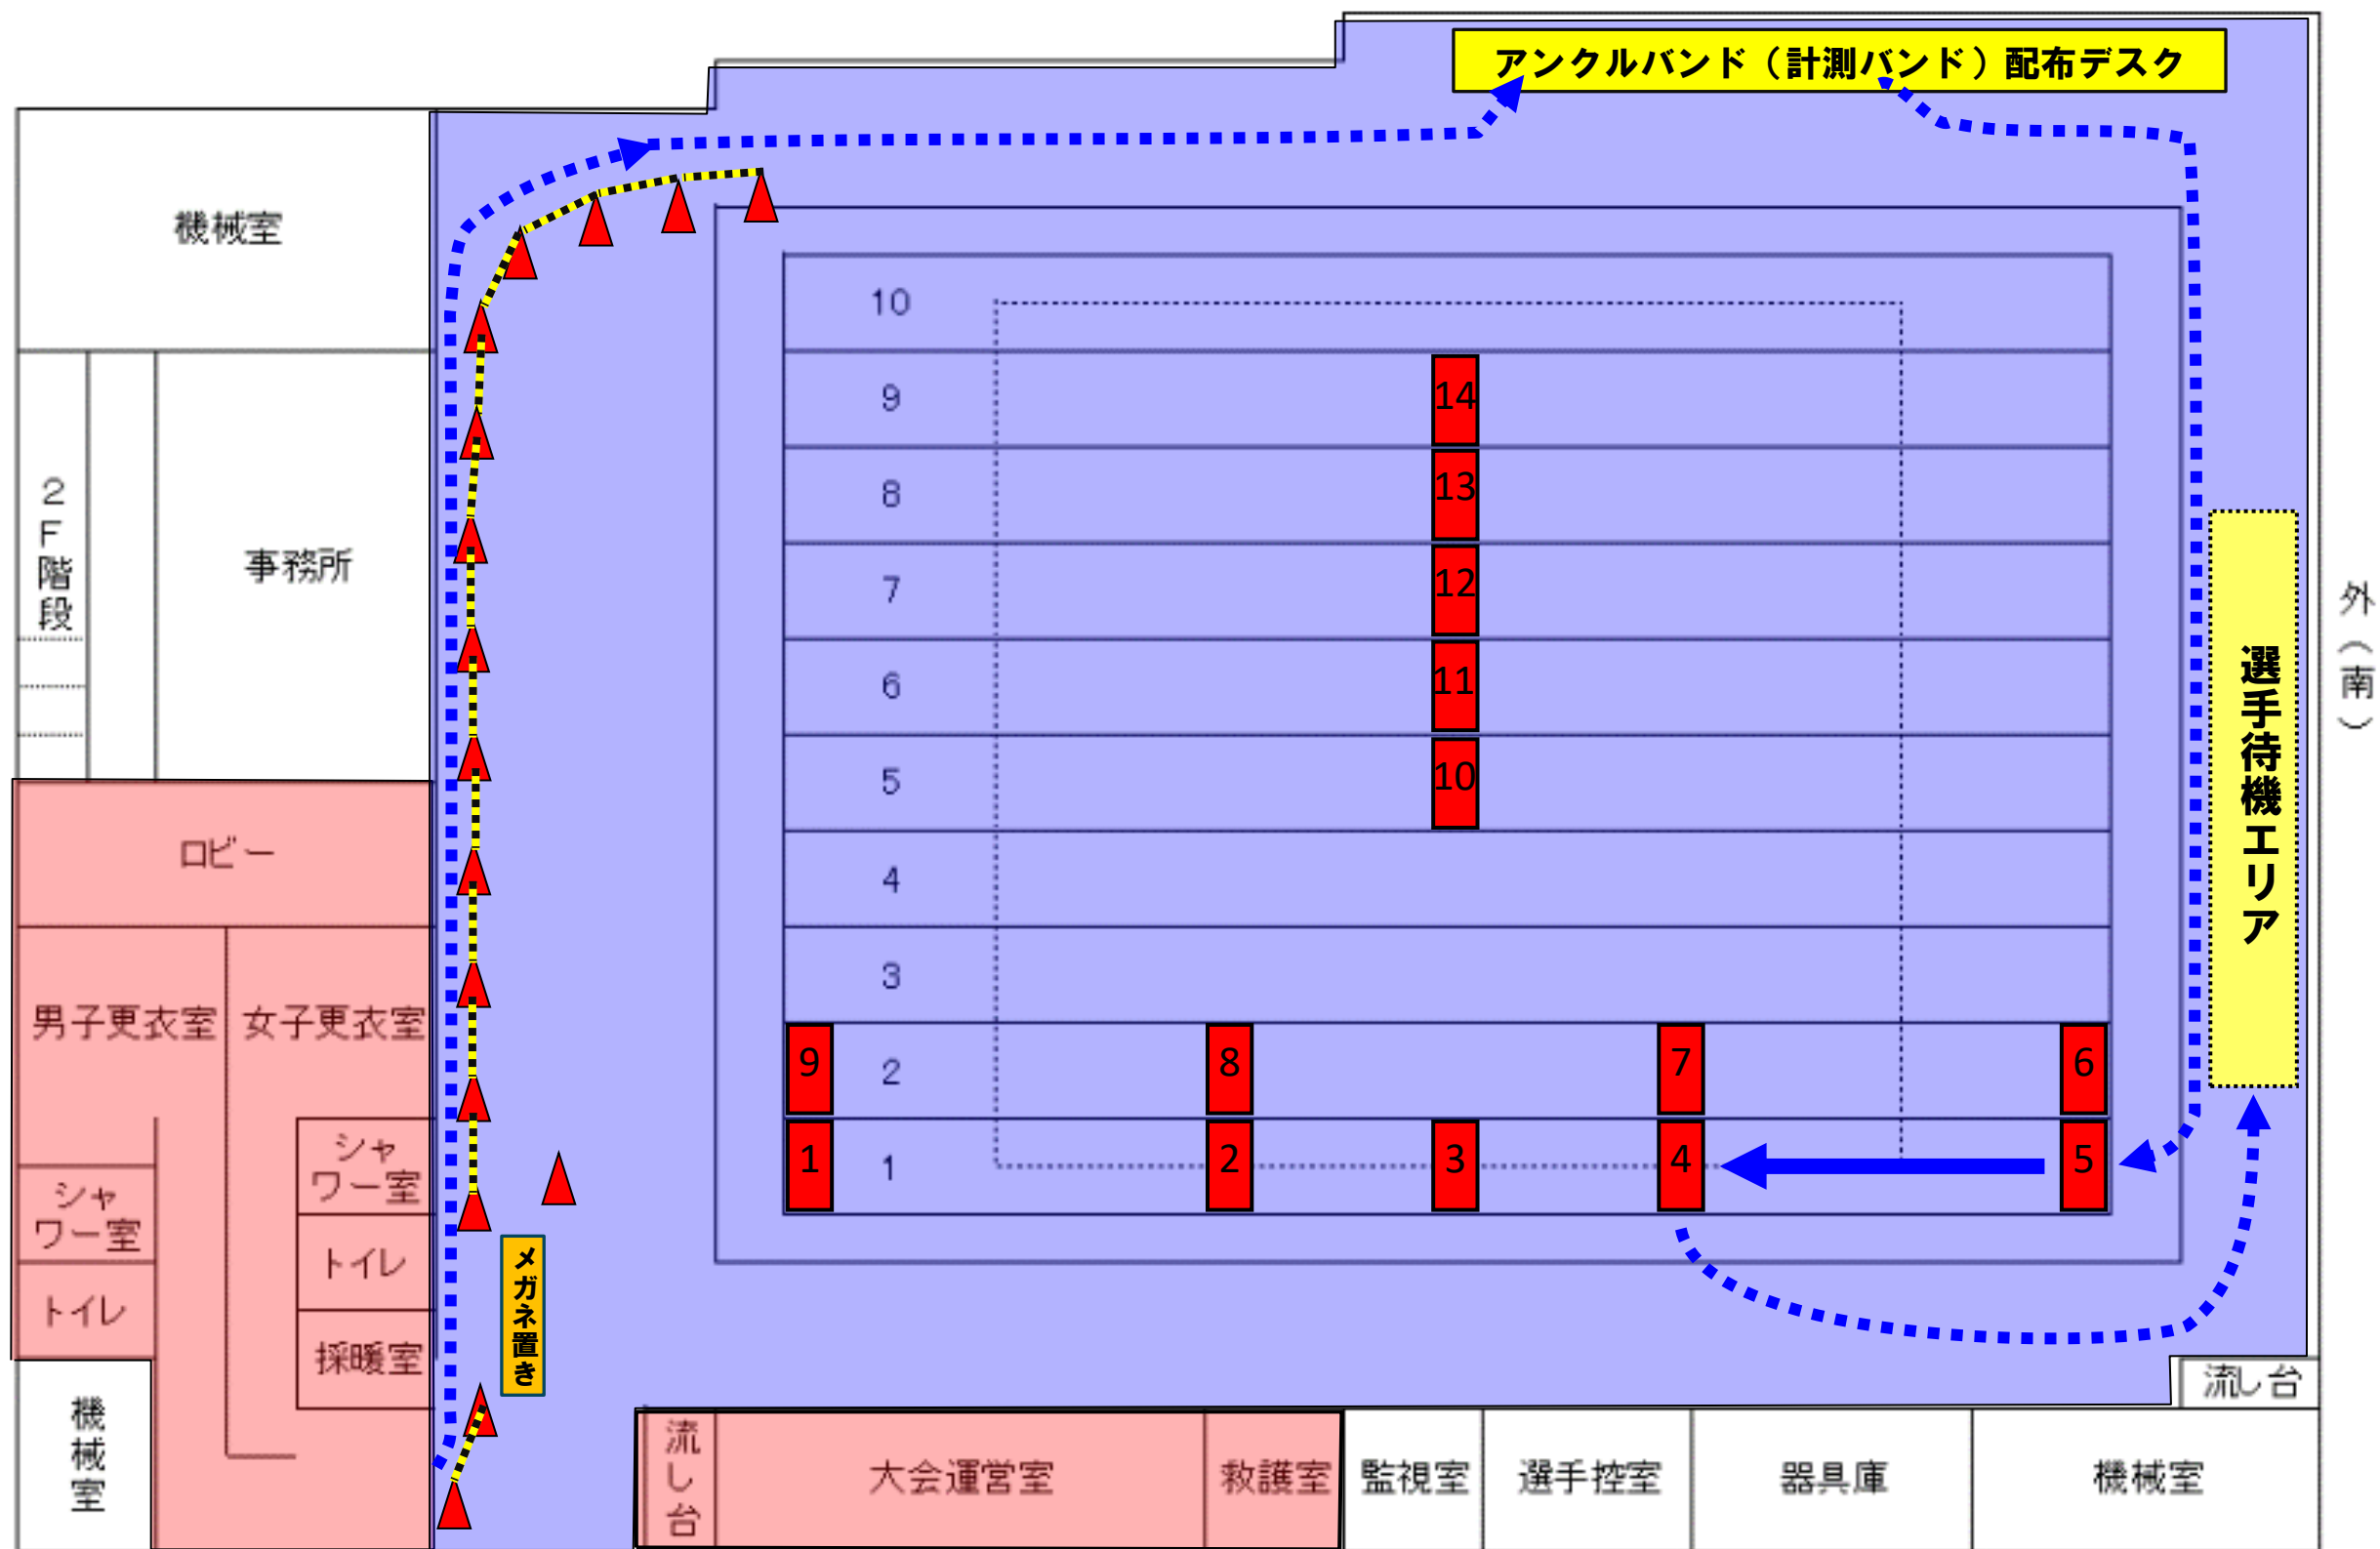 アンクルバンド（計測バンド）配布デスク
機械室
10
9
14
8
13
2F階段
事務所
7
12
外（南）
6
11
選手待機エリア
5
10
ロビー
4
3
男子更衣室
女子更衣室
9
2
8
7
6
シャ
ワー室
1
1
2
3
4
5
シャ
ワー室
トイレ
メガネ置き
トイレ
採暖室
流し台
機械室
流し台
大会運営室
救護室
監視室
選手控室
器具庫
機械室